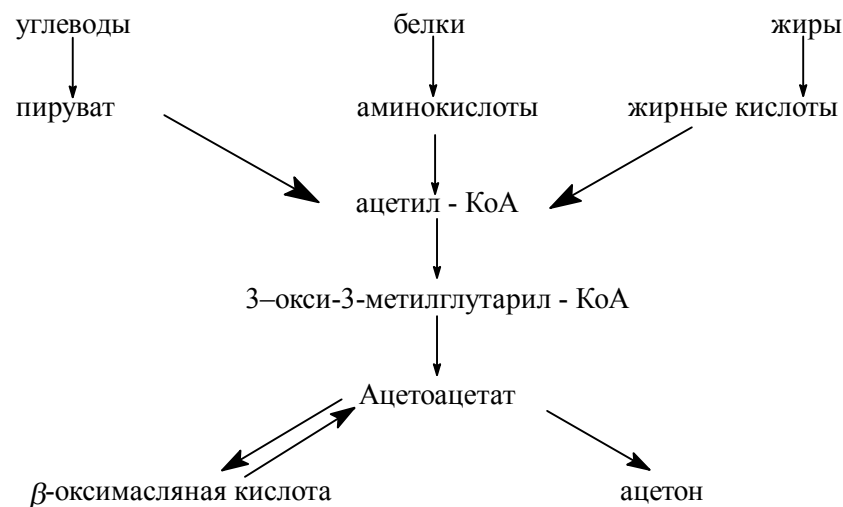 углеводы белки жиры
пируват аминокислоты жирные кислоты
ацетил - КоА
3–окси-3-метилглутарил - КоА
Ацетоацетат
β-оксимасляная кислота ацетон